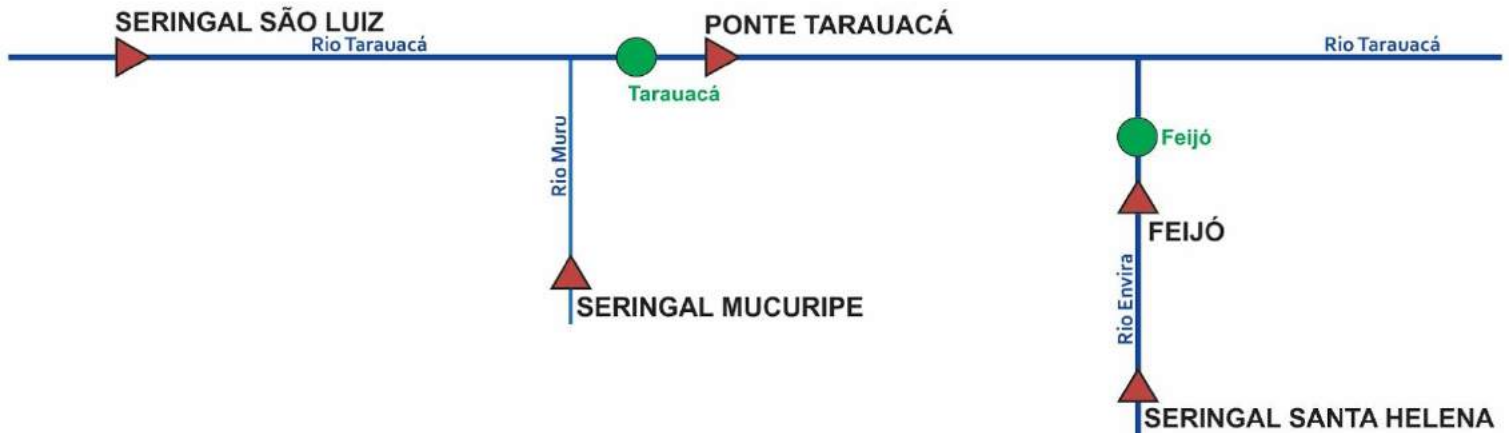 SERINGAL SÃO LUIZ
Rio Tarauacá
PONTE TARAUACÁ
Rio Tarauacá
Tarauacá
Rio Muru
Feijó
FEIJÓ
Rio Envira
SERINGAL MUCURIPE
SERINGAL SANTA HELENA